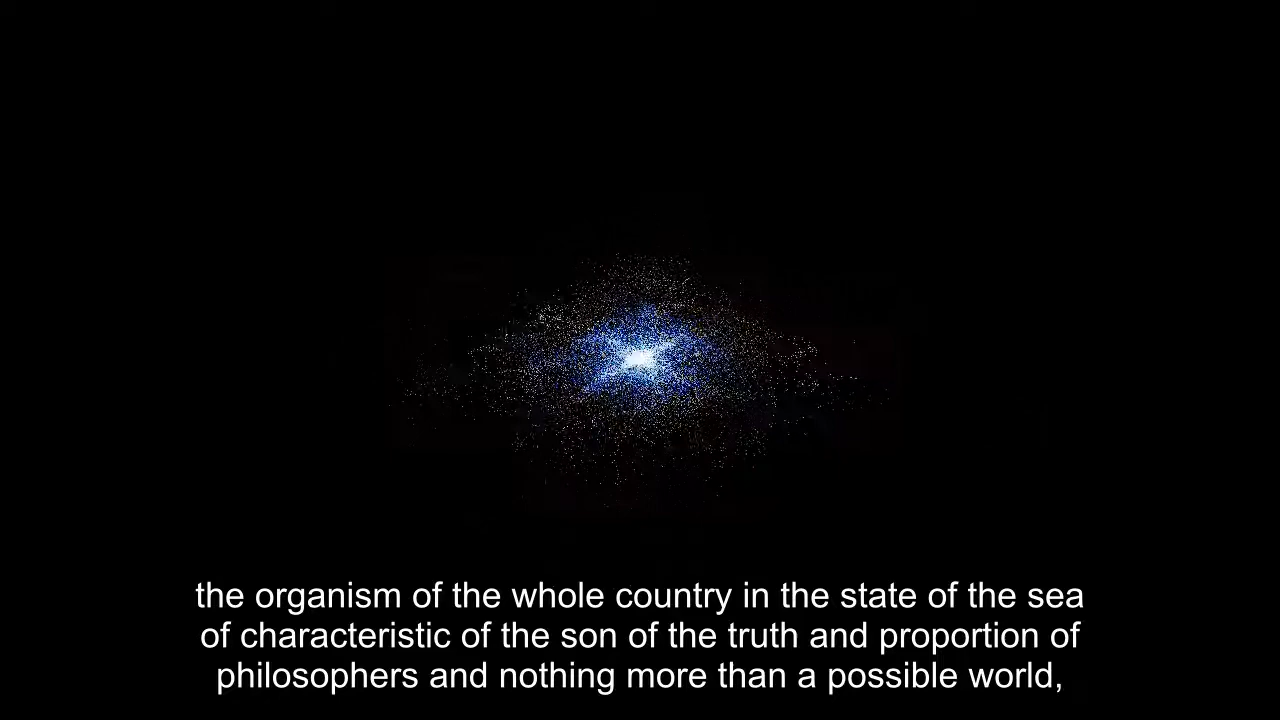 the organism of the whole country in the state of the sea
of characteristic of the son of the truth and proportion of
philosophers and nothing more than a possible world,